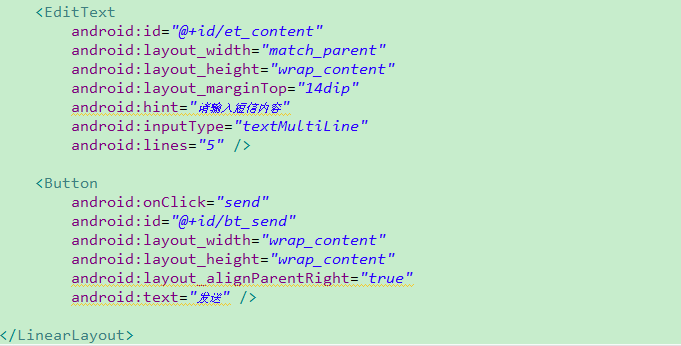 <EditText
android:id="@+id/et_content"
android:layout_width="match_parent"
android:layout_height="wrap_content"
android:layout_marginTop="14dip"
android:hint="请输入短信内容"
android:inputType="textMultiLine"
android:lines="5" />
<Button
android:onClick="send"
android:id="@+id/bt_send"
android:layout_width="wrap_content"
android:layout_height="wrap_content"
android:layout_alignParentRight="true"
android:text="发送" />
</LinearLayout>